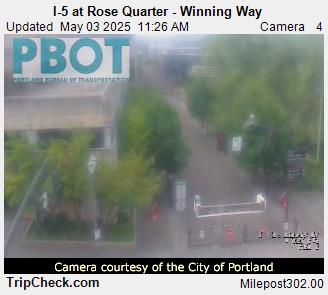 I-5 at Rose Quarter - Winning Way
Updated May 03 2025 11:26 AM Camera 4
PBOT
PORTLAND BUREAU OF TRANSPORTATION
Camera courtesy of the City of Portland
TripCheck.com Milepost302.00